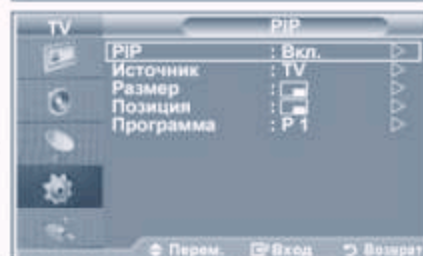 TV PIP
PIP : Вкл.
Источник : TV
Размер :
Позиция :
Программа : P 1
Перем. Вход Возврат